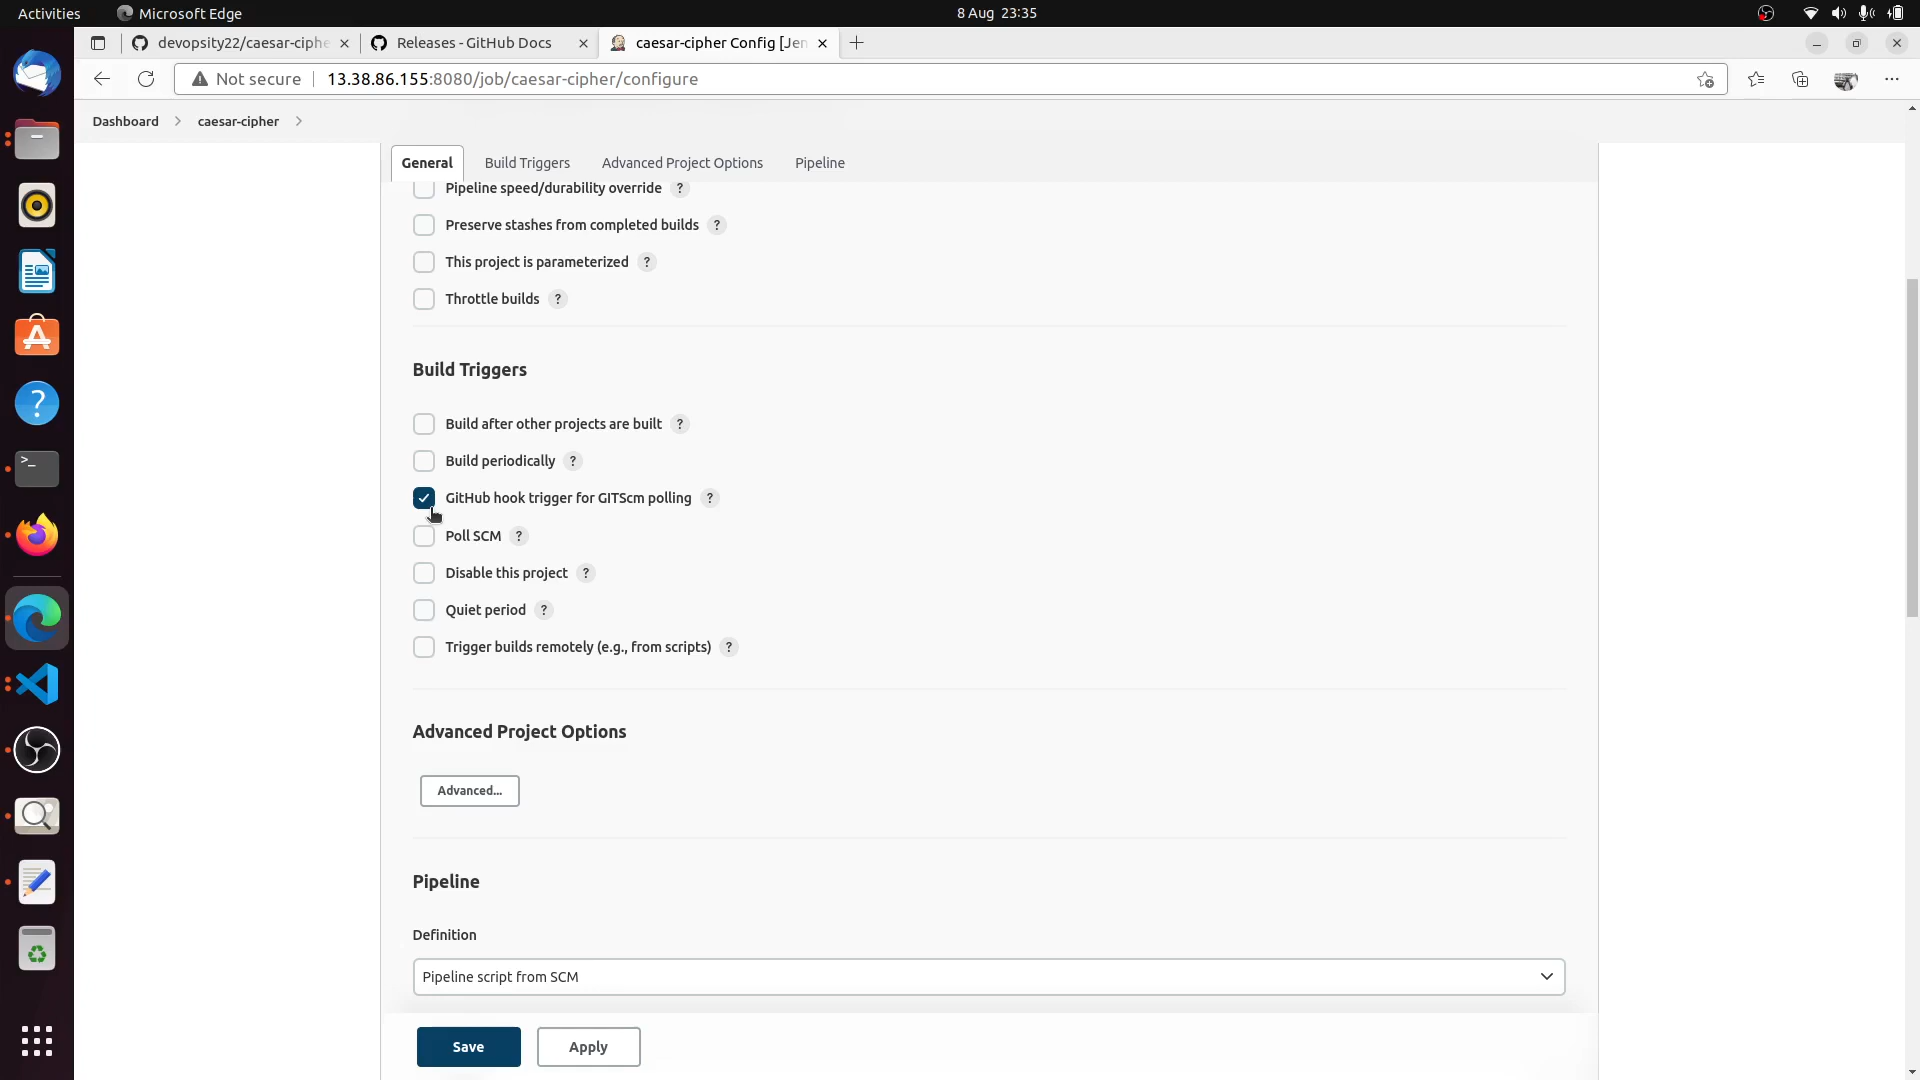 Activities
Microsoft Edge
8 Aug 23:35
devopsity22/caesar-ciphe
Releases - GitHub Docs
caesar-cipher Config [Jen
Not secure
13.38.86.155:8080/job/caesar-cipher/configure
Dashboard
caesar-cipher
General
Build Triggers
Advanced Project Options
Pipeline
Pipeline speed/durability override ?
Preserve stashes from completed builds ?
This project is parameterized ?
Throttle builds ?
Build Triggers
Build after other projects are built ?
Build periodically ?
GitHub hook trigger for GITScm polling ?
Poll SCM ?
Disable this project ?
Quiet period ?
Trigger builds remotely (e.g., from scripts) ?
Advanced Project Options
Advanced...
Pipeline
Definition
Pipeline script from SCM
Save
Apply